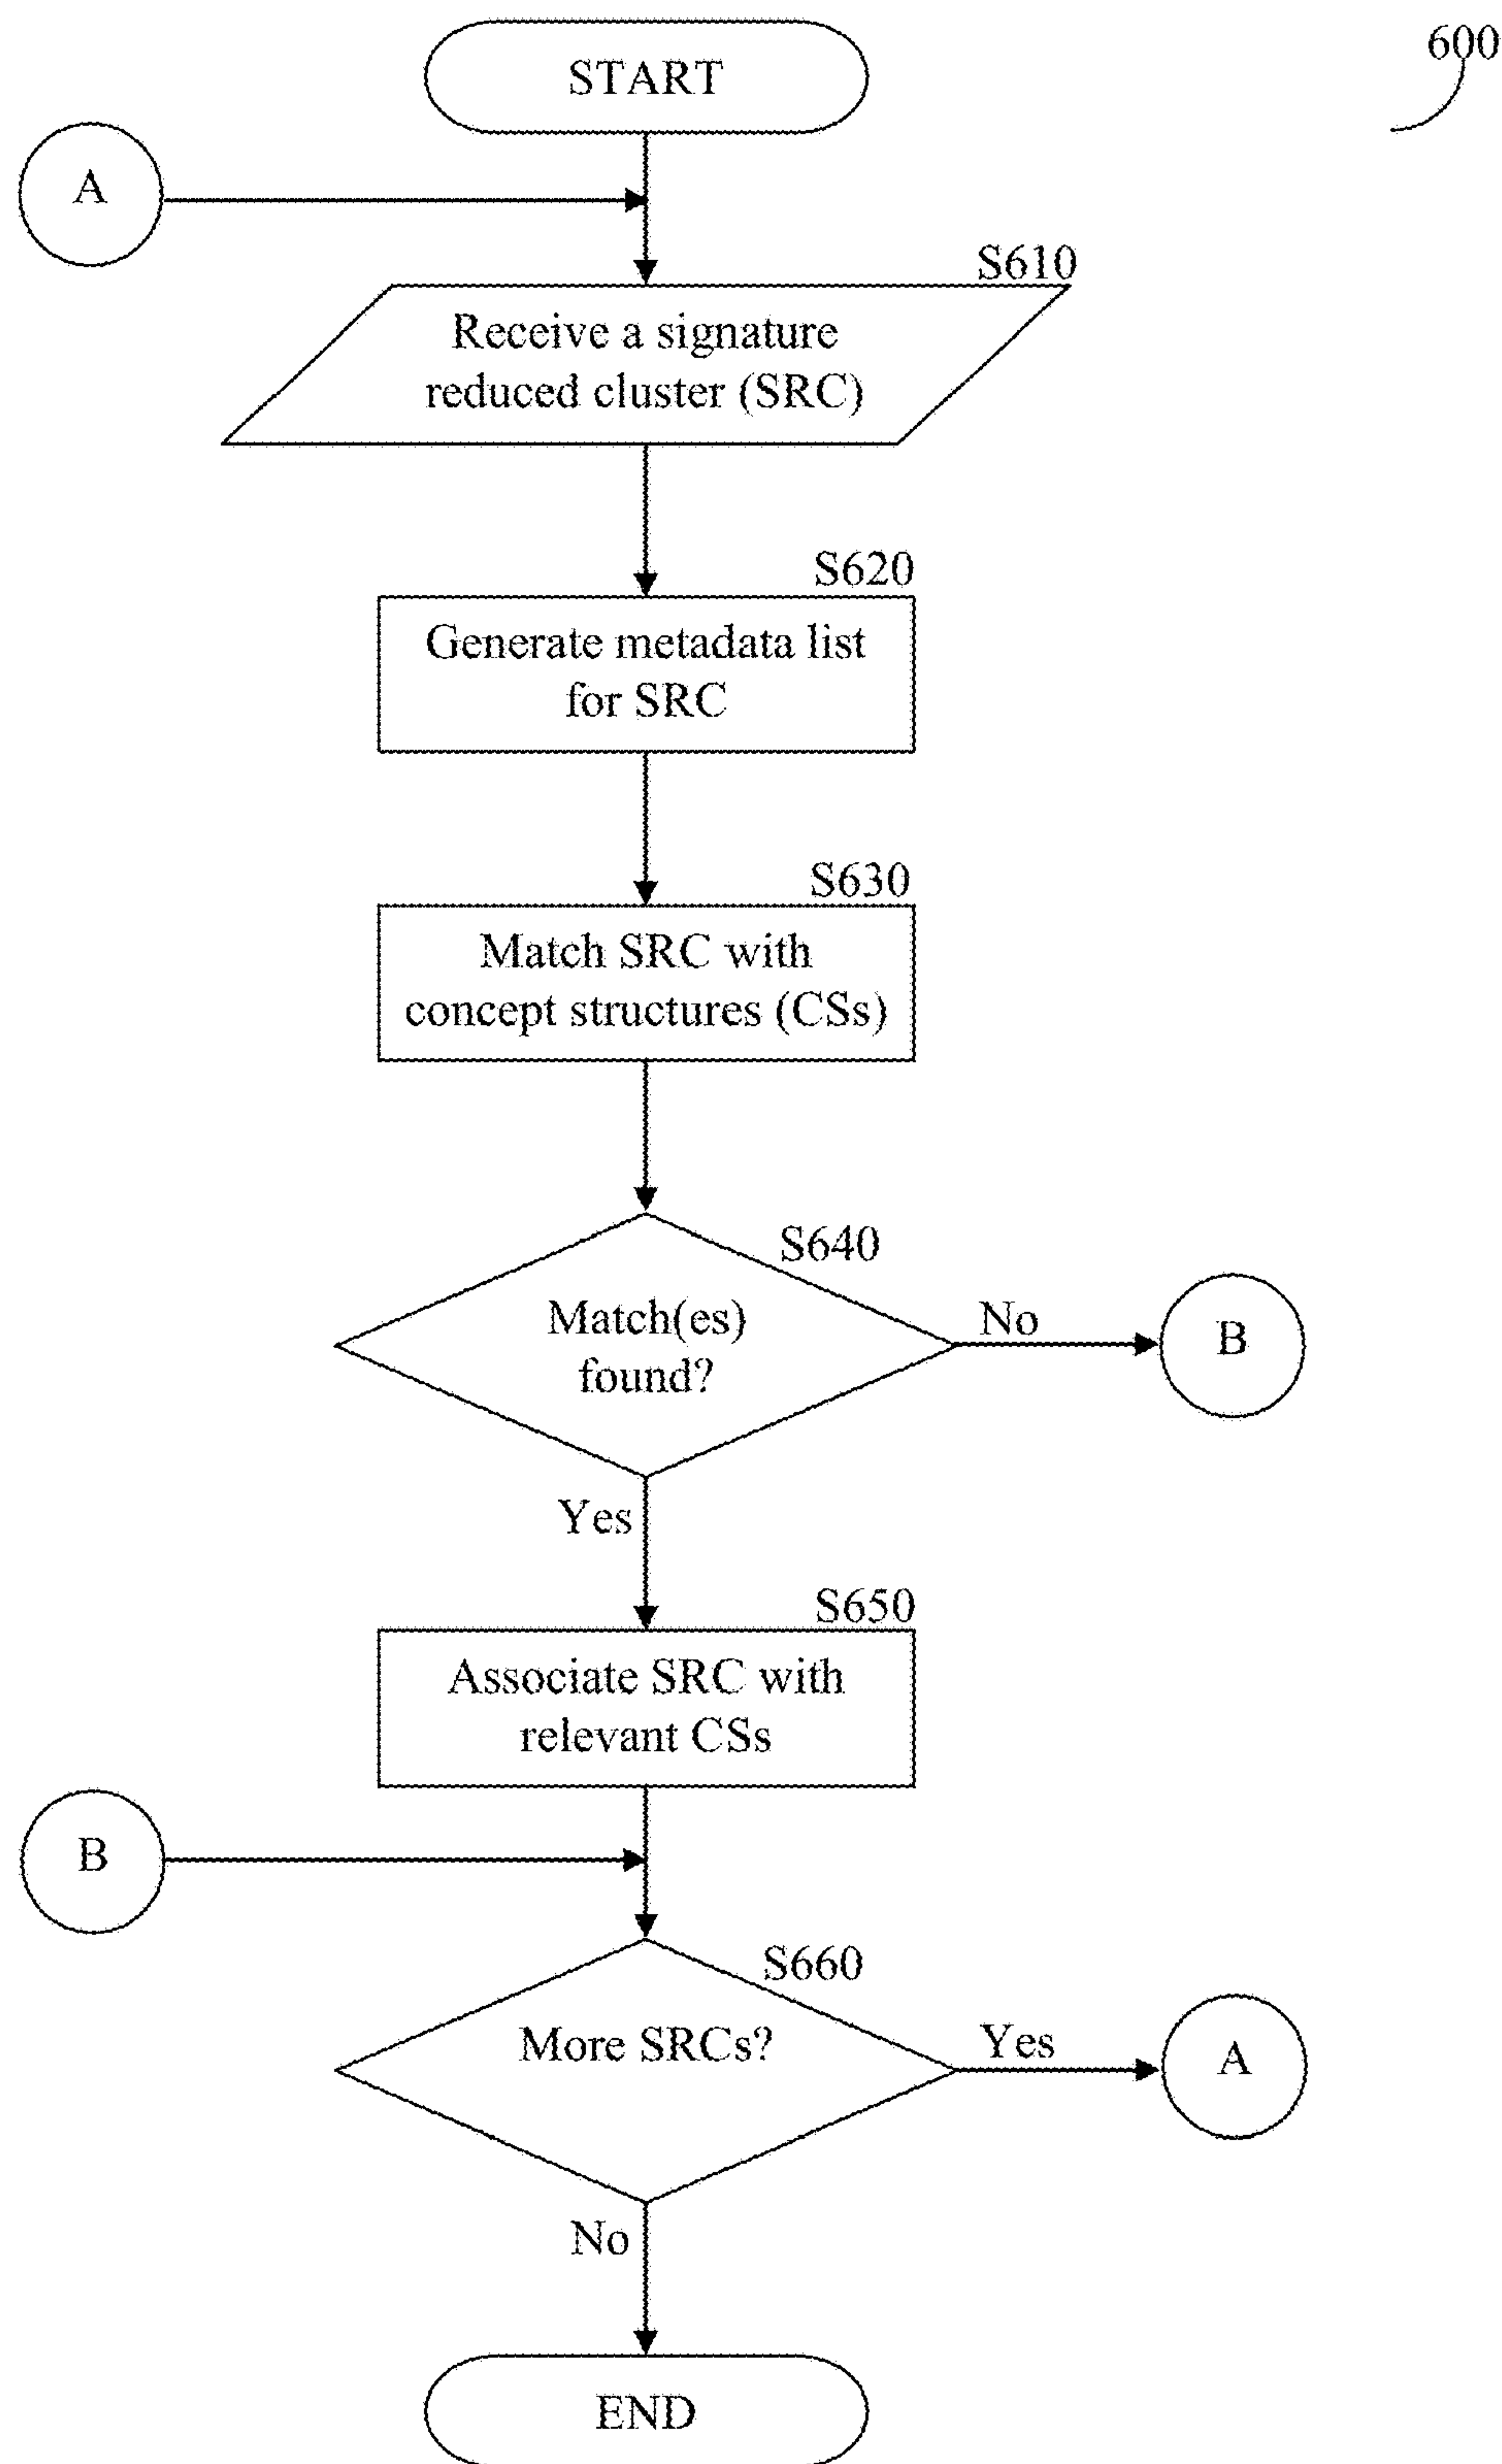 START
600
A
S610
Receive a signature
reduced cluster (SRC)
S620
Generate metadata list
for SRC
S630
Match SRC with
concept structures (CSs)
S640
Match(es)
found?
No
B
Yes
S650
Associate SRC with
relevant CSs
B
S660
More SRCs?
Yes
A
No
END